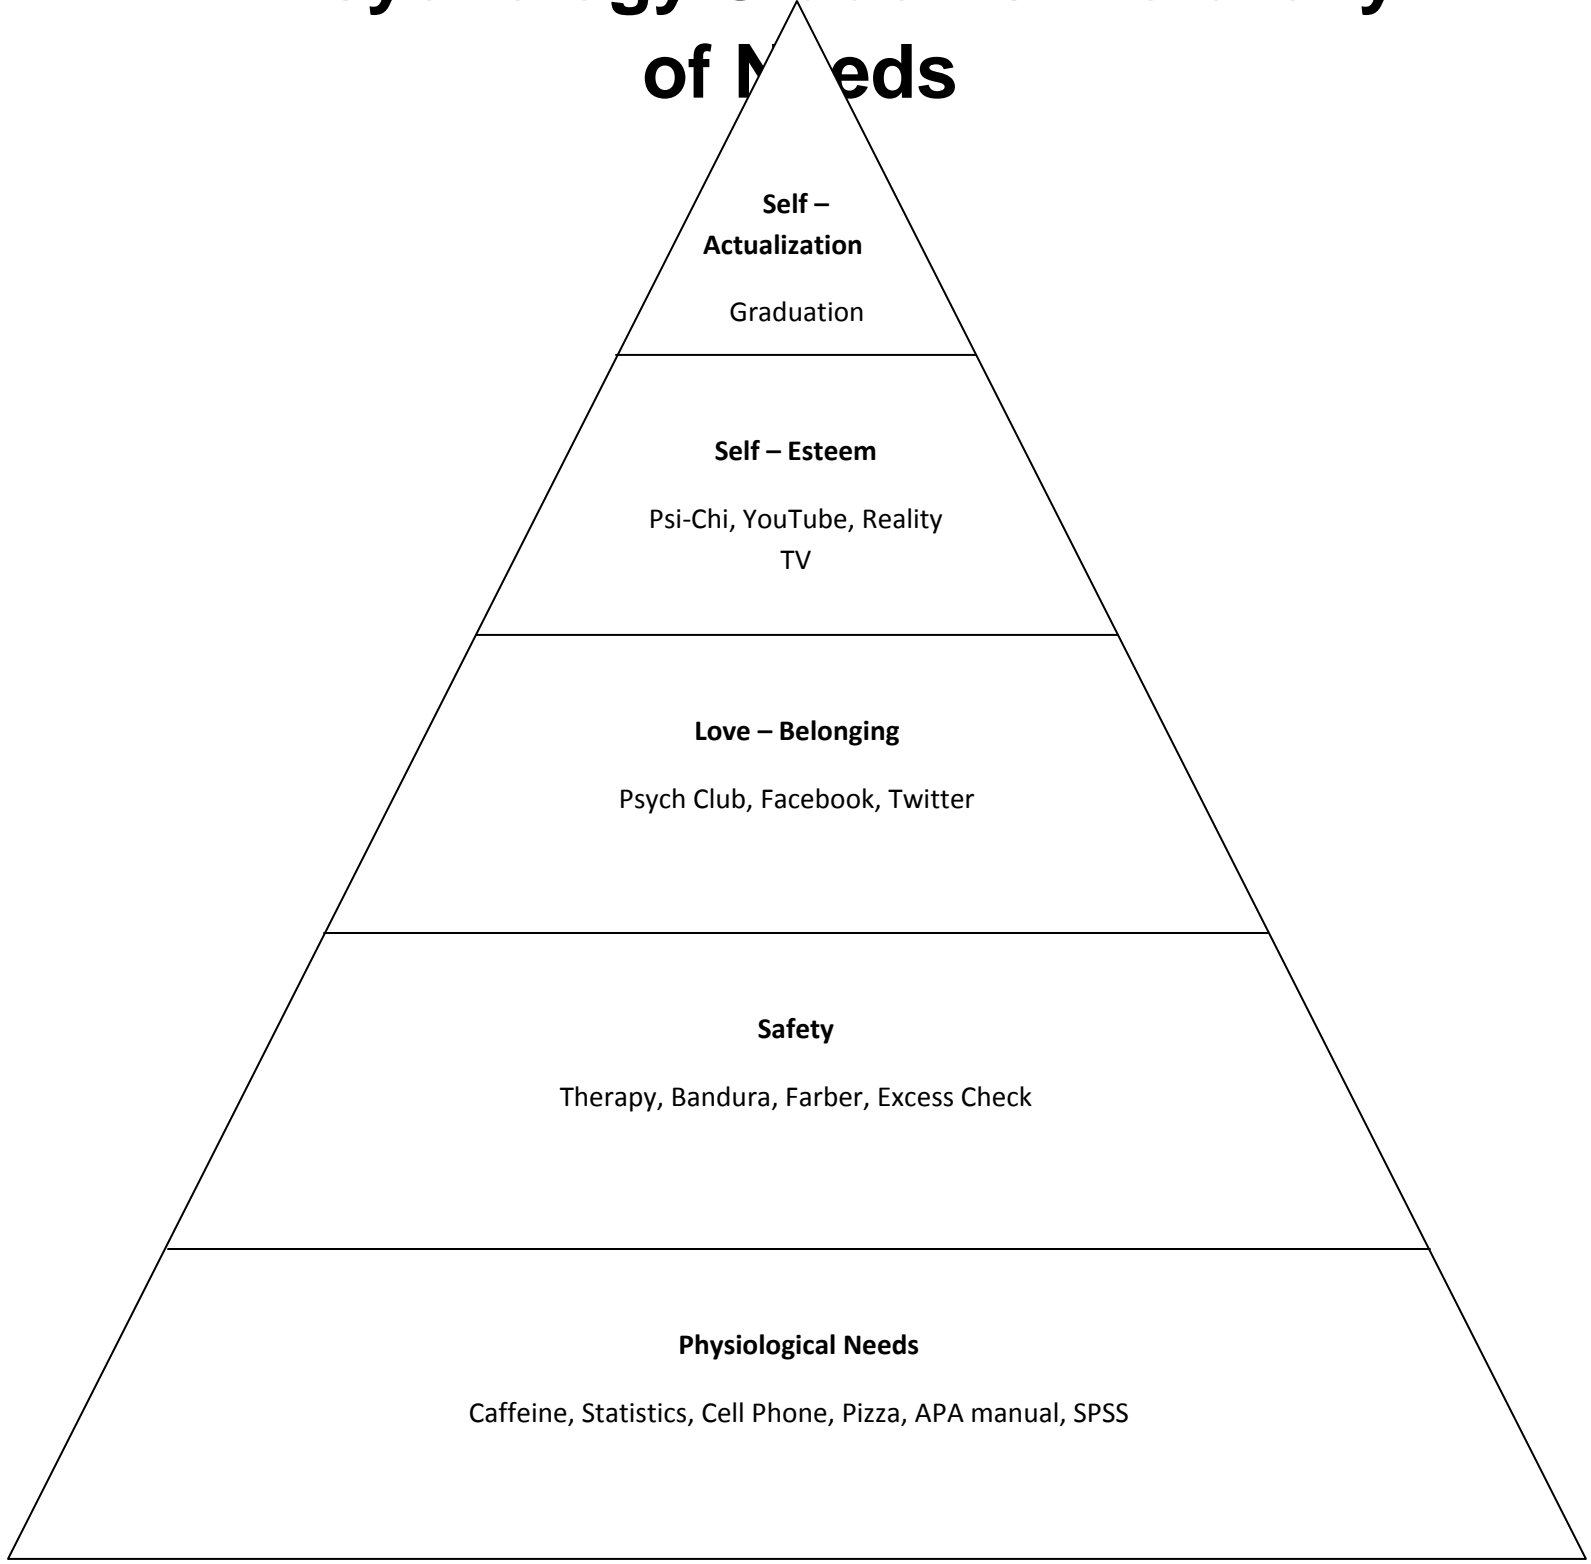 of Needs
Self –
Actualization
Graduation
Self – Esteem
Psi-Chi, YouTube, Reality
TV
Love – Belonging
Psych Club, Facebook, Twitter
Safety
Therapy, Bandura, Farber, Excess Check
Physiological Needs
Caffeine, Statistics, Cell Phone, Pizza, APA manual, SPSS